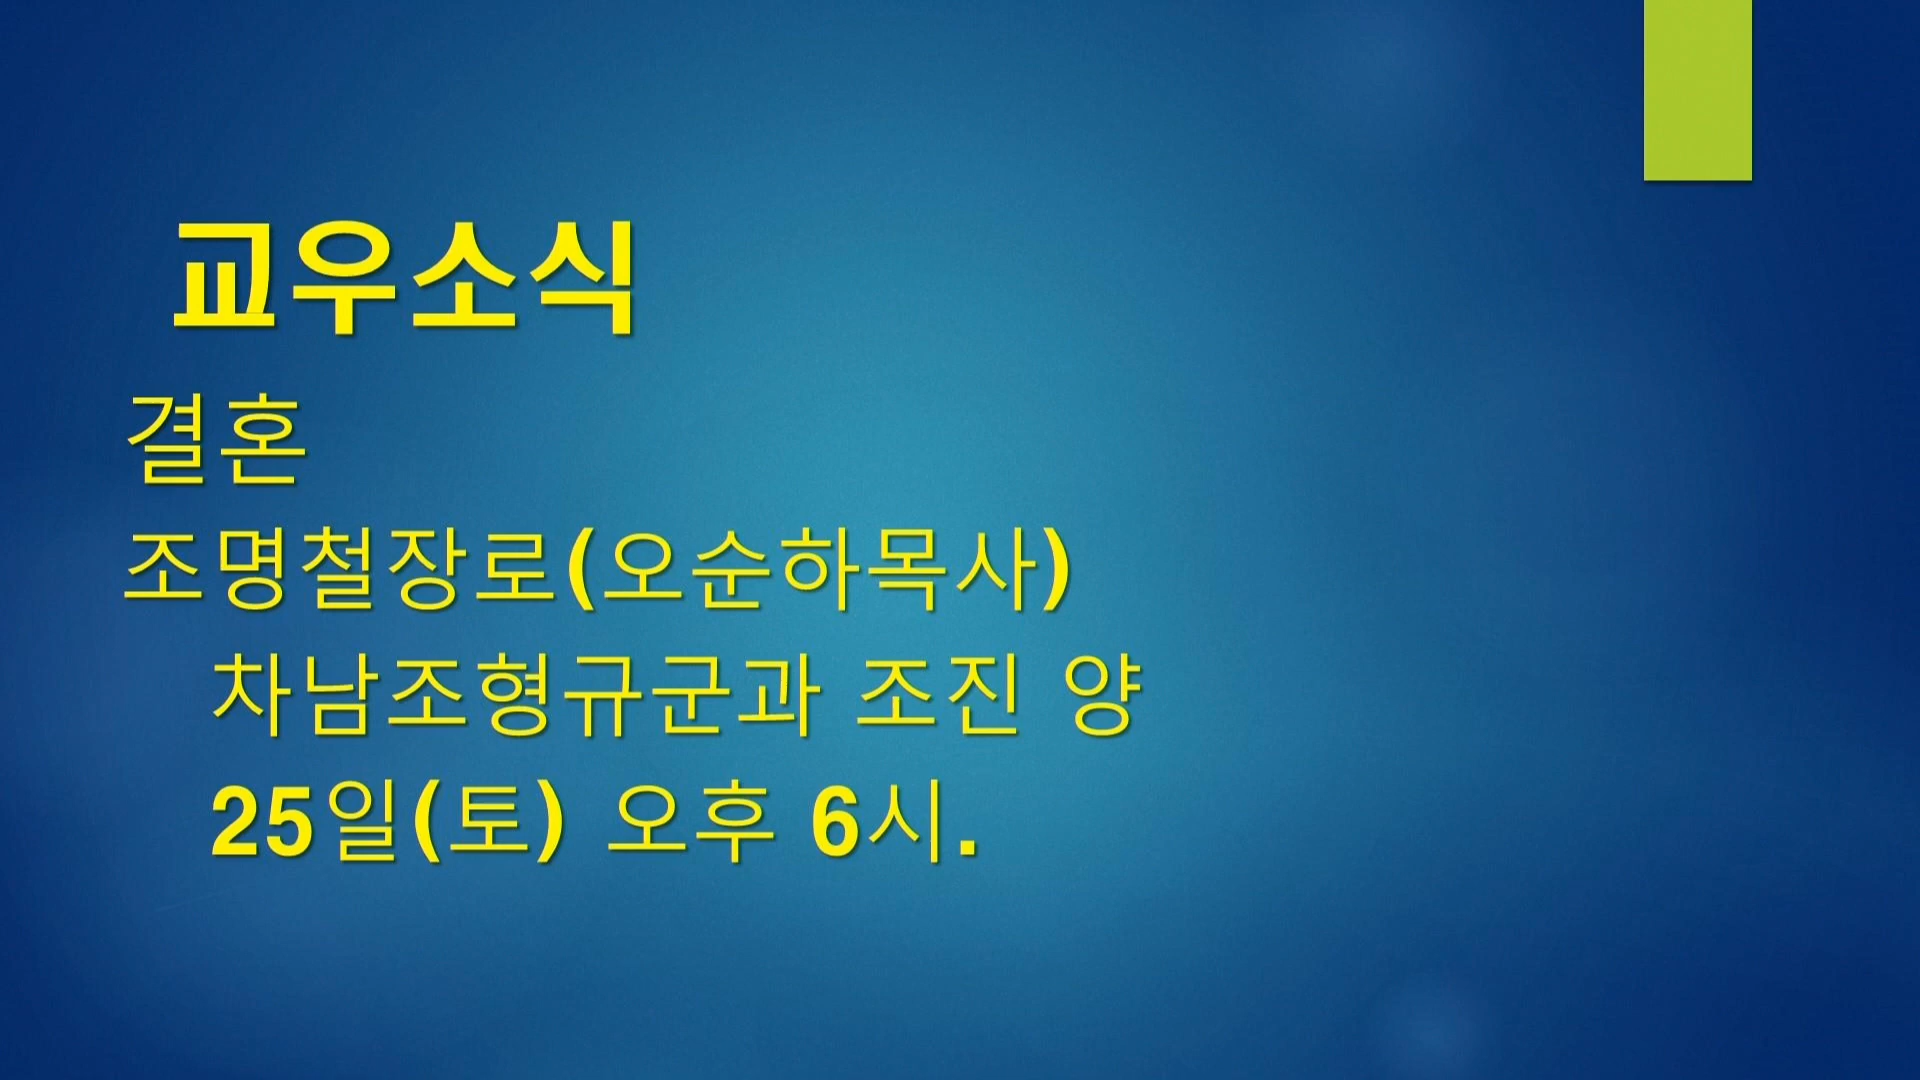 교우소식
결혼
조명철장로(오순하목사)
차남조형규군과 조진 양
25일(토) 오후 6시.